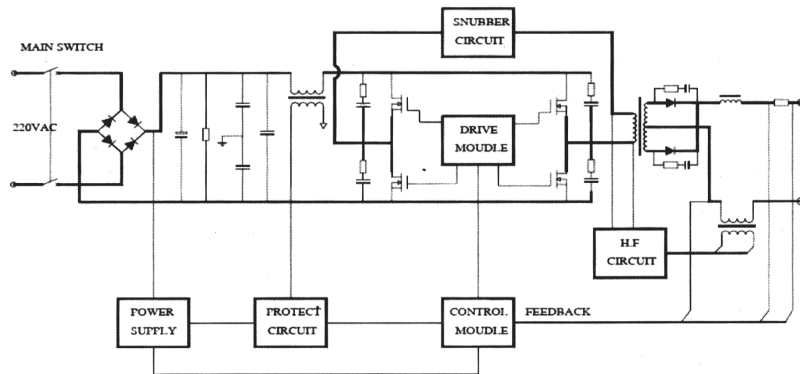 SNUBBER
CIRCUIT
MAIN SWITCH
220VAC
DRIVE
MOUDLE
H.F
CIRCUIT
POWER
SUPPLY
PROTECT
CIRCUIT
CONTROL
MOUDLE
FEEDBACK